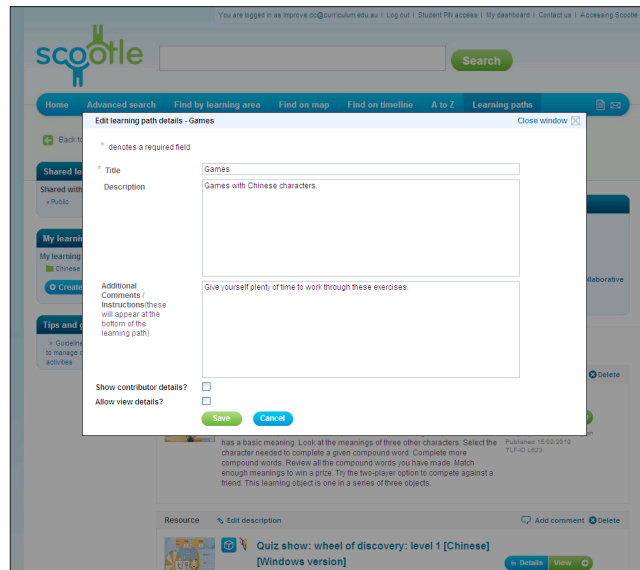 You are logged in as improve.cc@curriculum.edu.au | Log out | Student PIN access | My dashboard | Contact us | Accessing Scootle
scootle
Search
Home Advanced search Find by learning area Find on map Find on timeline A to Z Learning paths
Edit learning path details - Games Close window
Back to
* denotes a required field
Shared le
* Title Games
Shared with
» Public
Description Games with Chinese characters.
My learni
My learning
Chinese
Create
llaborative
Additional Comments / Instructions(these will appear at the bottom of the learning path) Give yourself plenty of time to work through these exercises.
Tips and g
» Guideline
to manage c
activities
Delete
Show contributor details?
Allow view details?
Save Cancel
has a basic meaning. Look at the meanings of three other characters. Select the
character needed to complete a given compound word. Complete more
compound words. Review all the compound words you have made. Match
enough meanings to win a prize. Try the two-player option to compete against a
friend. This learning object is one in a series of three objects.
Published 15/02/2010
TLF-ID L623
Resource Edit description Add comment Delete
Quiz show: wheel of discovery: level 1 [Chinese]
[Windows version]
Details View